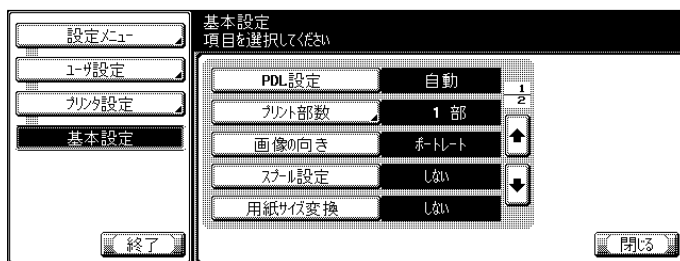 設定メニュー
ユーザ設定
プリンタ設定
基本設定
終了
基本設定
項目を選択してください
PDL設定 自動
プリント部数 1 部
画像の向き ポートレート
スプール設定 しない
用紙サイズ変換 しない
1/2
閉じる